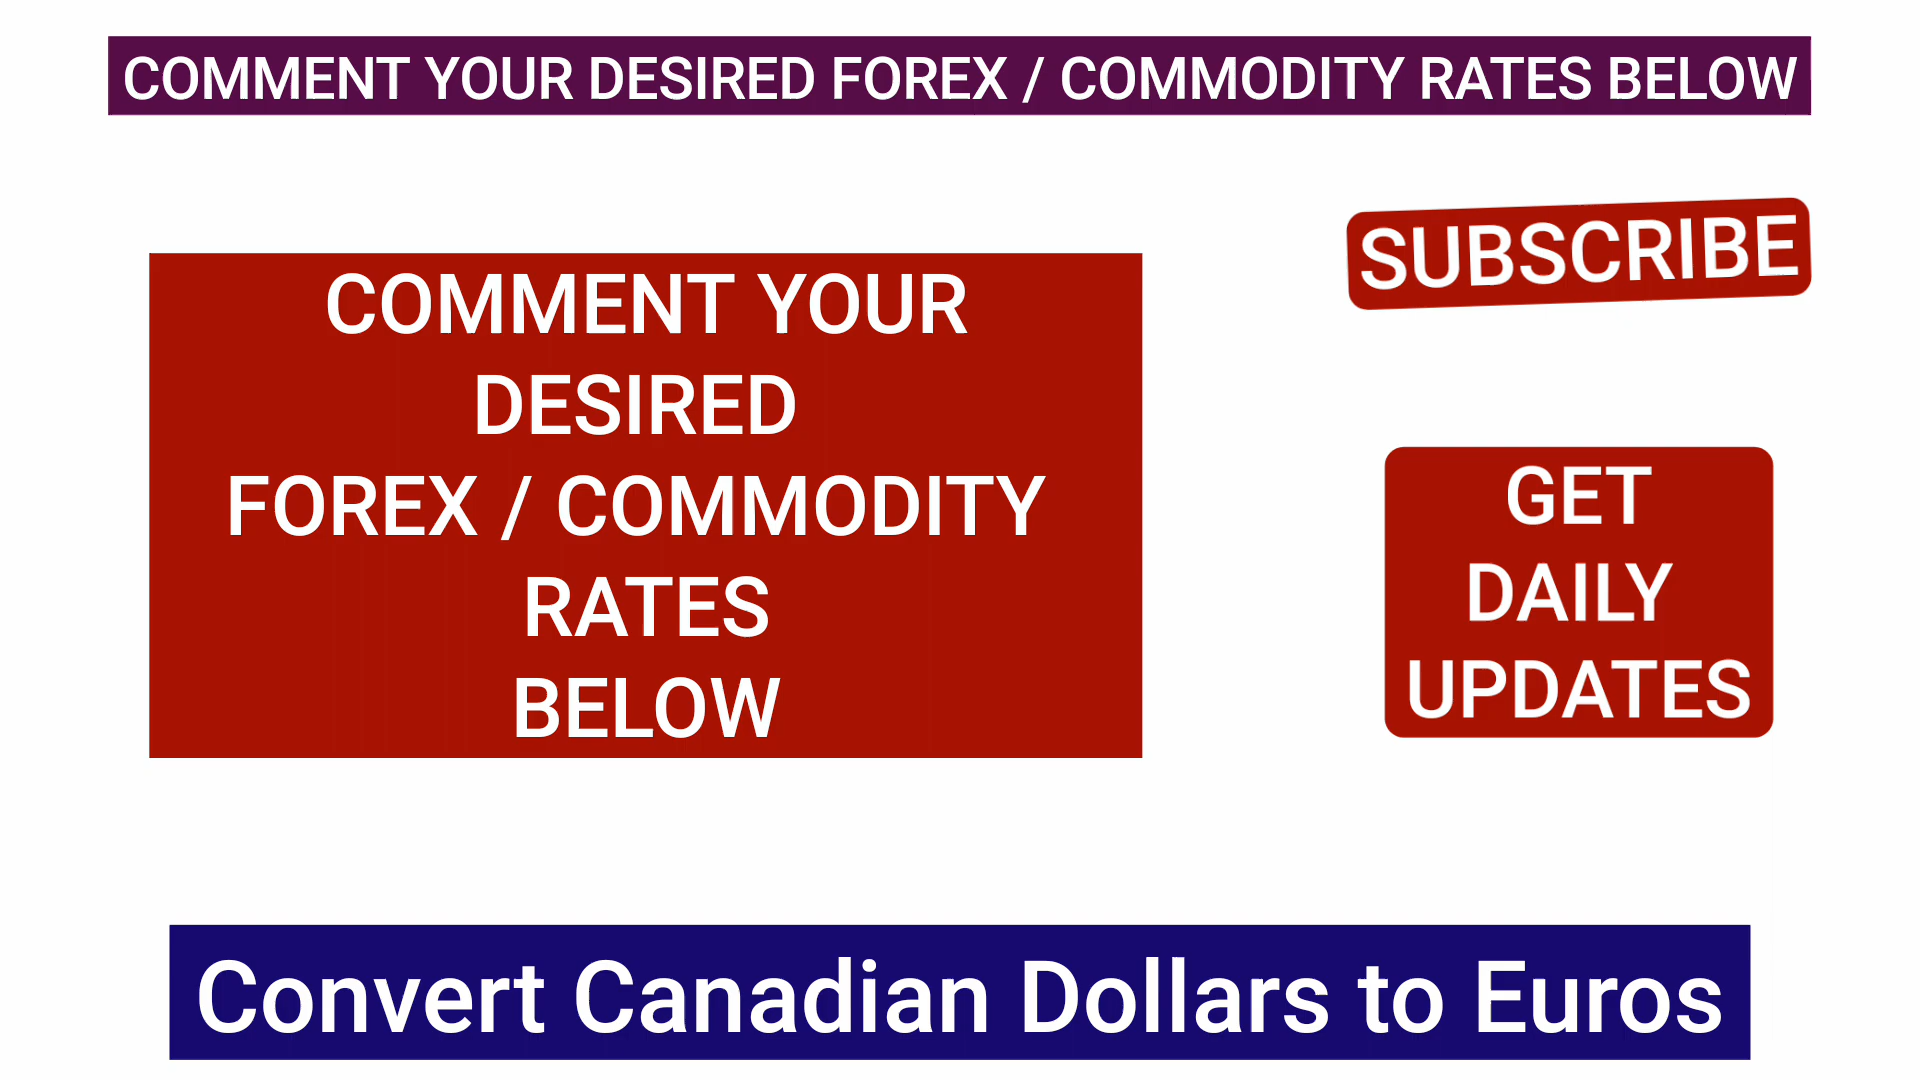 COMMENT YOUR DESIRED FOREX / COMMODITY RATES BELOW
COMMENT YOUR
DESIRED
FOREX / COMMODITY
RATES
BELOW
SUBSCRIBE
GET
DAILY
UPDATES
Convert Canadian Dollars to Euros